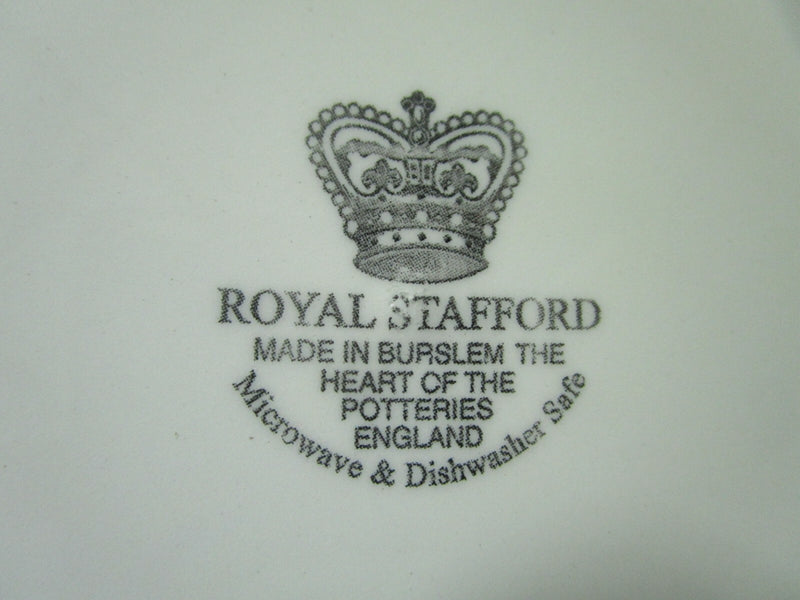 ROYAL STAFFORD
MADE IN BURSLEM THE
HEART OF THE
POTTERIES
ENGLAND
Microwave & Dishwasher Safe